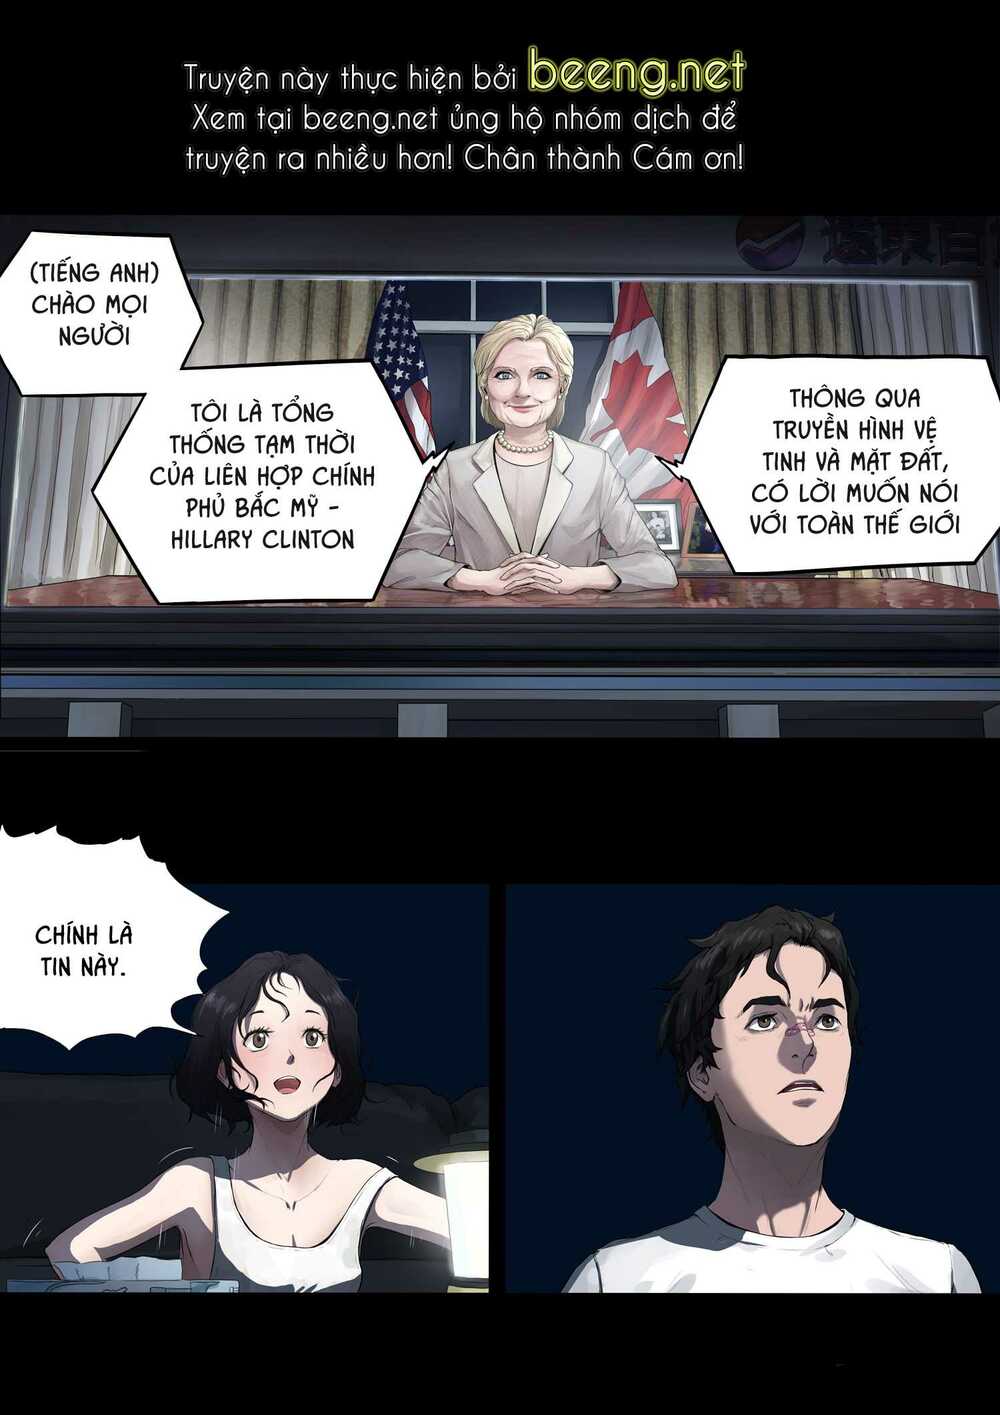 Truyện này thực hiện bởi beeng.net
Xem tại beeng.net ủng hộ nhóm dịch để
truyện ra nhiều hơn! Chân thành Cám ơn!
遠東百
(TIẾNG ANH)
CHÀO MỌI
NGƯỜI
TÔI LÀ TỔNG
THỐNG TẠM THỜI
CỦA LIÊN HỢP CHÍNH
PHỦ BẮC MỸ -
HILLARY CLINTON
THÔNG QUA
TRUYỀN HÌNH VỆ
TINH VÀ MẶT ĐẤT,
CÓ LỜI MUỐN NÓI
VỚI TOÀN THẾ GIỚI
CHÍNH LÀ
TIN NÀY.